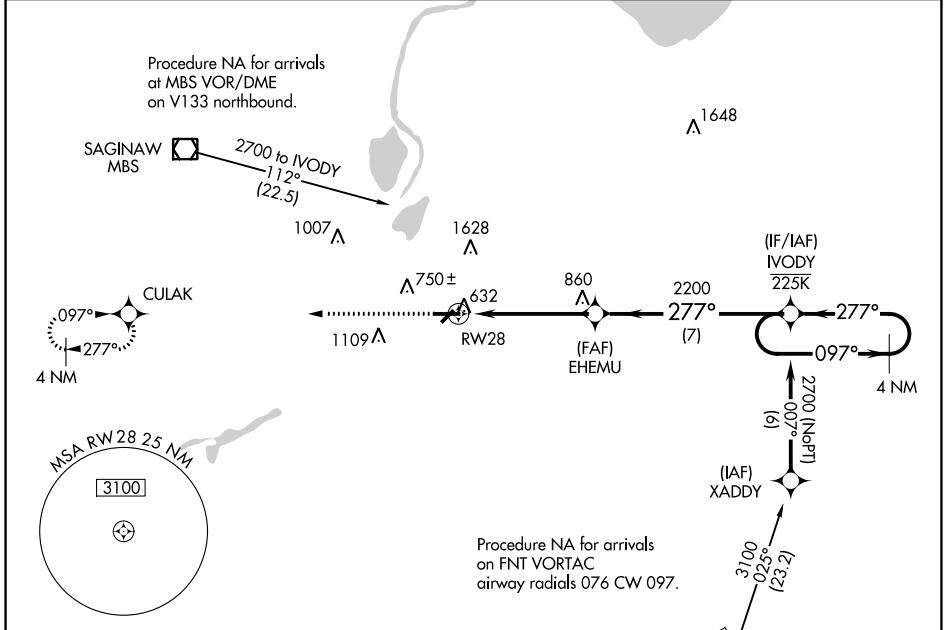 Procedure NA for arrivals
at MBS VOR/DME
on V133 northbound.
1648
SAGINAW
MBS
2700 to IVODY
112°
(22.5)
1007
1628
(IF/IAF)
IVODY
225K
750 ±
860
2200
CULAK
097°
632
277°
277°
277°
(7)
1109
RW28
(FAF)
EHEMU
097°
4 NM
4 NM
2700 (NoPT)
007°
(6)
MSA RW 28 25 NM
3100
(IAF)
XADDY
Procedure NA for arrivals
on FNT VORTAC
airway radials 076 CW 097.
3100
025°
(23.2)